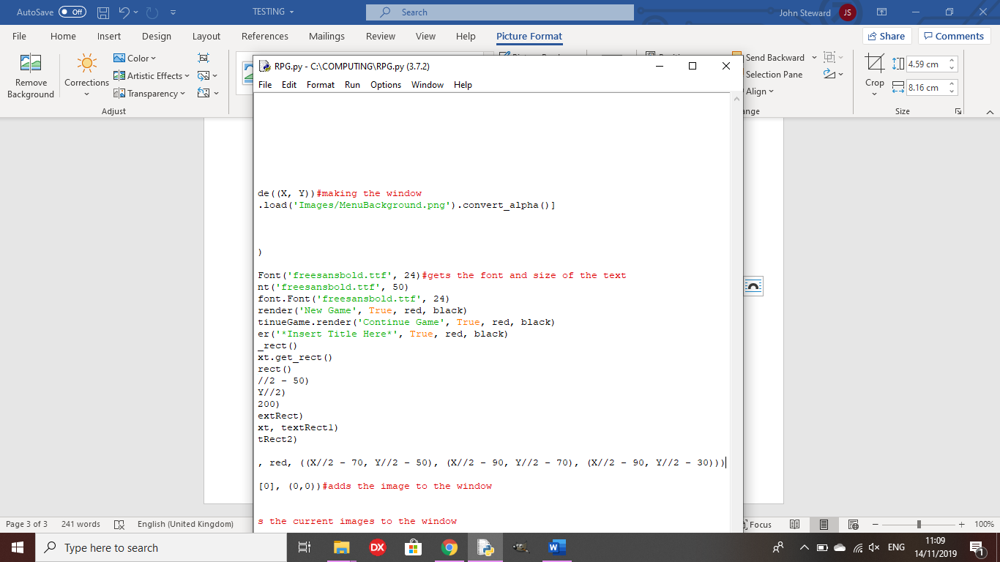 AutoSave Off TESTING Search John Steward JS
File Home Insert Design Layout References Mailings Review View Help Picture Format Share Comments
Remove Background
Corrections
Color
Artistic Effects
Transparency
Adjust
Send Backward
Selection Pane
Align
Crop
4.59 cm
8.16 cm
Size
RPG.py - C:\COMPUTING\RPG.py (3.7.2)
File Edit Format Run Options Window Help
de((X, Y))#making the window
.load('Images/MenuBackground.png').convert_alpha()]
)
Font('freesansbold.ttf', 24)#gets the font and size of the text
nt('freesansbold.ttf', 50)
font.Font('freesansbold.ttf', 24)
render('New Game', True, red, black)
tinueGame.render('Continue Game', True, red, black)
er('*Insert Title Here*', True, red, black)
_rect()
xt.get_rect()
rect()
//2 - 50)
Y//2)
200)
extRect)
xt, textRect1)
tRect2)
, red, ((X//2 - 70, Y//2 - 50), (X//2 - 90, Y//2 - 70), (X//2 - 90, Y//2 - 30)))
[0], (0,0))#adds the image to the window
s the current images to the window
Page 3 of 3 241 words English (United Kingdom) Focus 100%
Type here to search
DX
W
ENG
11:09
14/11/2019
1